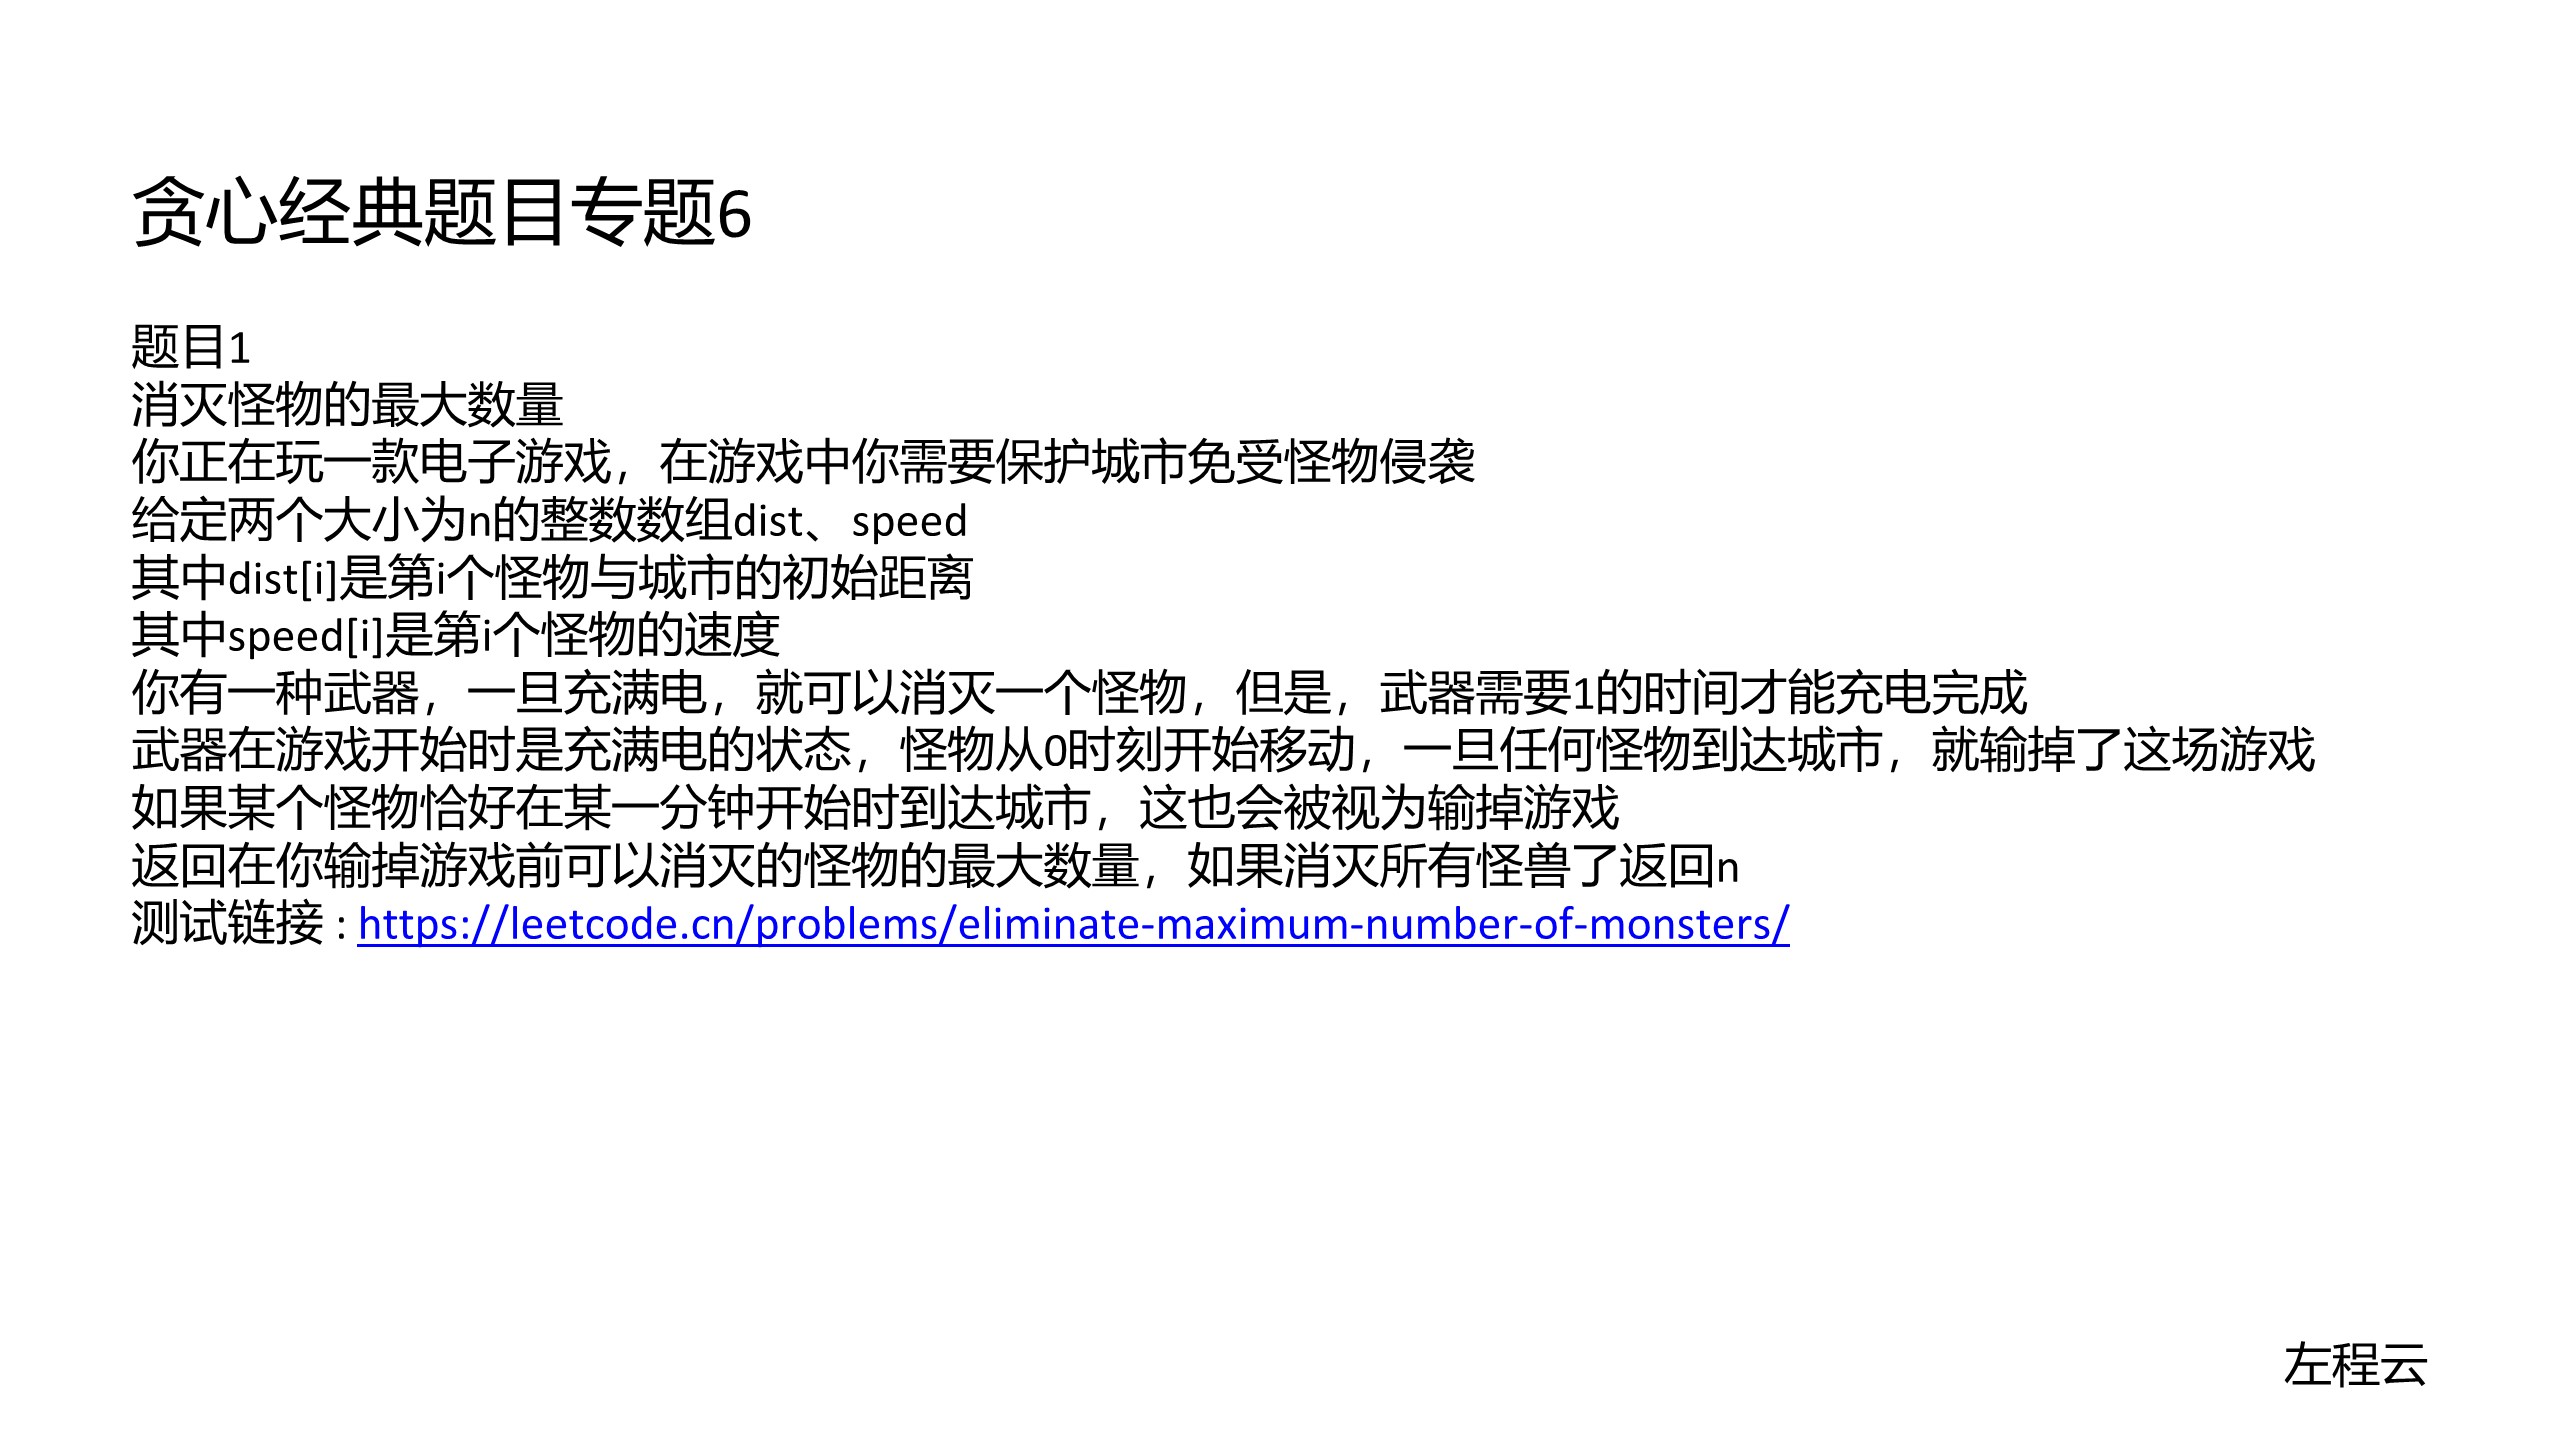 贪心经典题目专题6
题目1
消灭怪物的最大数量
你正在玩一款电子游戏，在游戏中你需要保护城市免受怪物侵袭
给定两个大小为n的整数数组dist、speed
其中dist[i]是第i个怪物与城市的初始距离
其中speed[i]是第i个怪物的速度
你有一种武器，一旦充满电，就可以消灭一个怪物，但是，武器需要1的时间才能充电完成
武器在游戏开始时是充满电的状态，怪物从0时刻开始移动，一旦任何怪物到达城市，就输掉了这场游戏
如果某个怪物恰好在某一分钟开始时到达城市，这也会被视为输掉游戏
返回在你输掉游戏前可以消灭的怪物的最大数量，如果消灭所有怪兽了返回n
测试链接 : https://leetcode.cn/problems/eliminate-maximum-number-of-monsters/
左程云